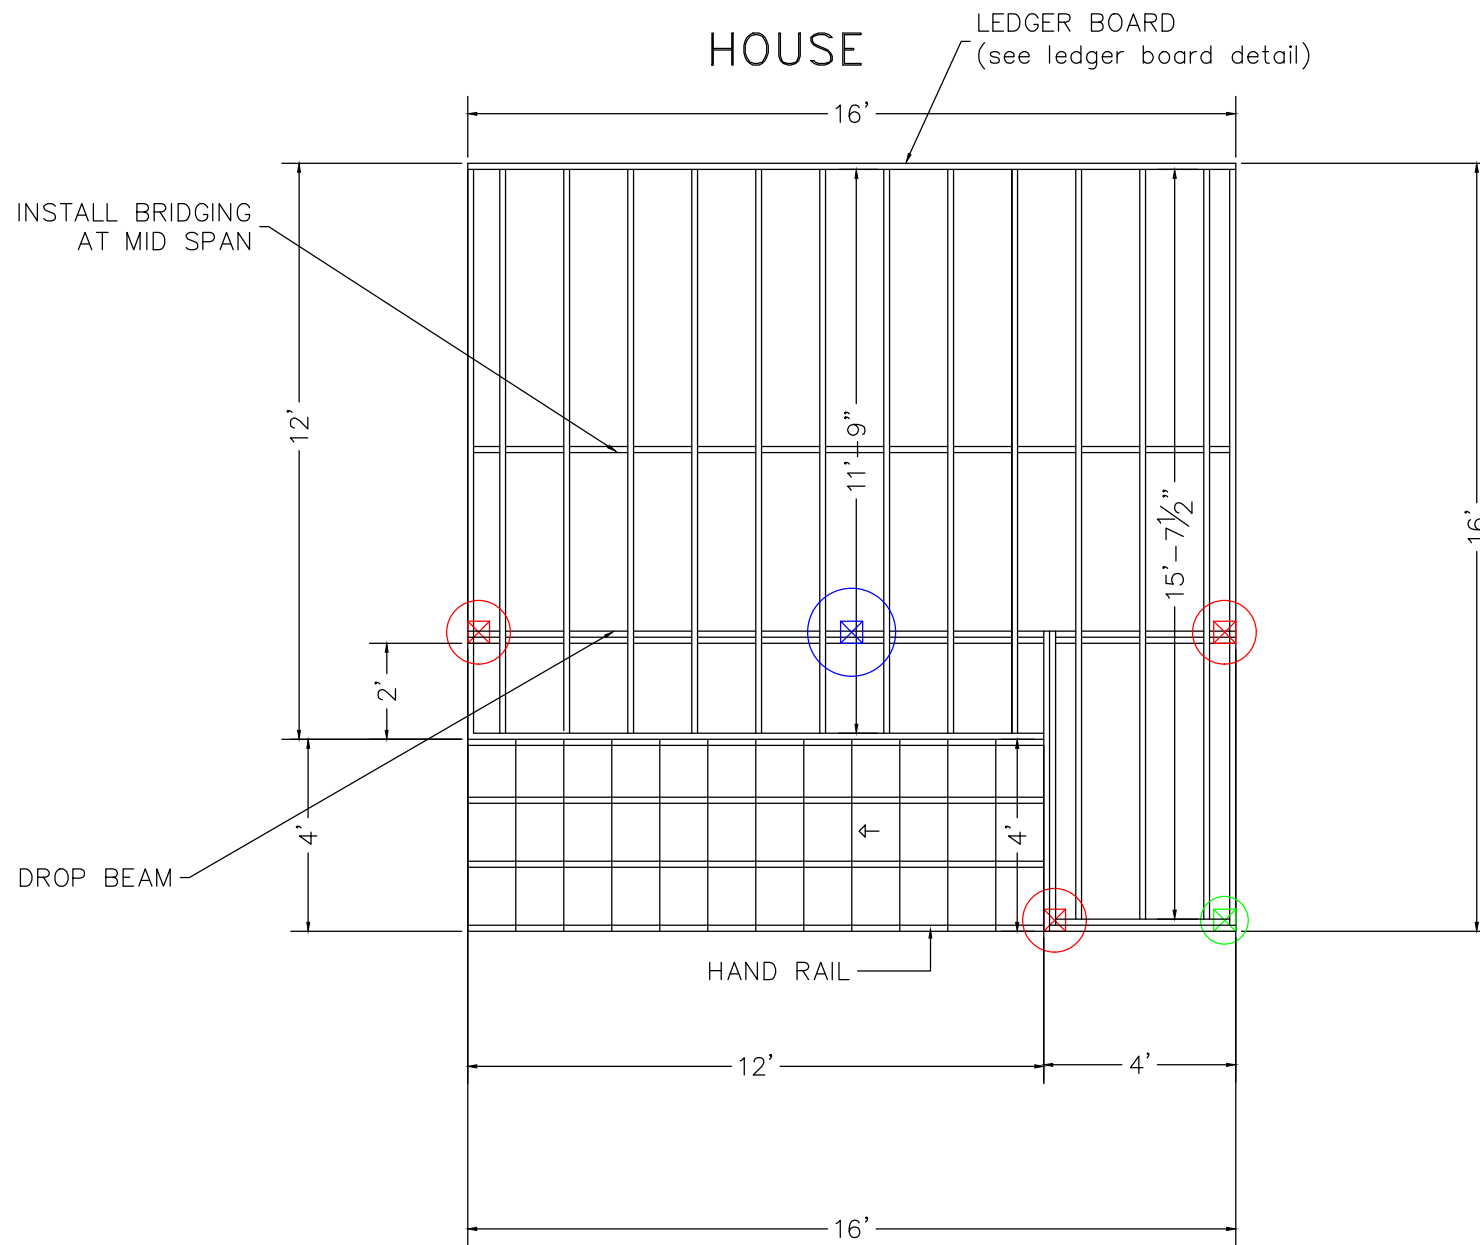 HOUSE
LEDGER BOARD
(see ledger board detail)
16'
INSTALL BRIDGING
AT MID SPAN
12'
11'-9"
15'-7½"
16'
2'
4'
4'
DROP BEAM
HAND RAIL
12'
4'
16'